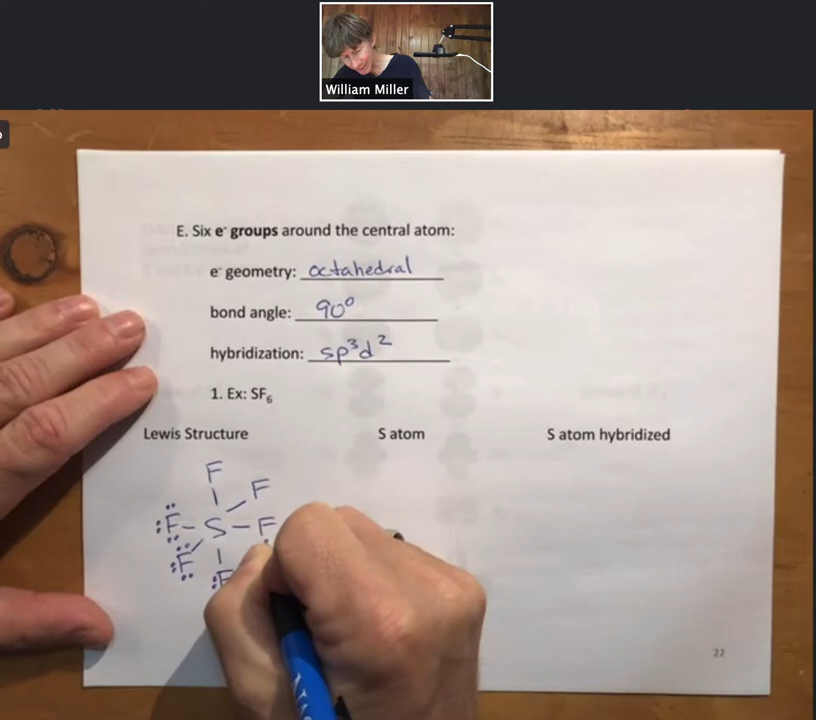 William Miller
E. Six e⁻ groups around the central atom:
e⁻ geometry: octahedral
bond angle: 90°
hybridization: sp³d²
1. Ex: SF₆
Lewis Structure S atom S atom hybridized
F
F
:F - S - F
:F
:F
22